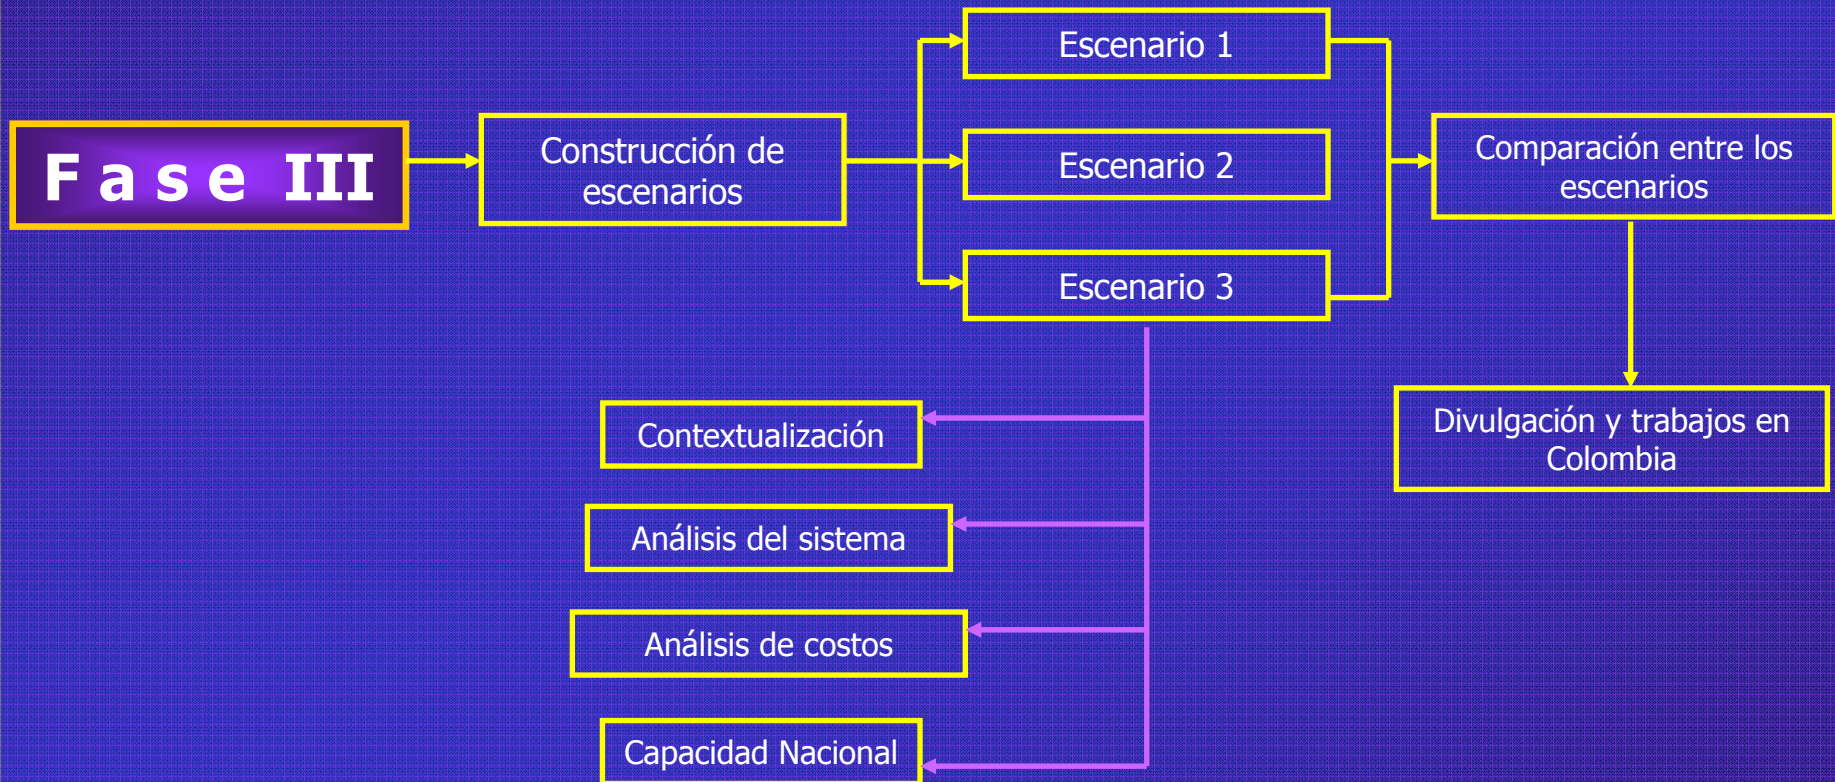 Fase III
Construcción de
escenarios
Escenario 1
Escenario 2
Escenario 3
Comparación entre los
escenarios
Divulgación y trabajos en
Colombia
Contextualización
Análisis del sistema
Análisis de costos
Capacidad Nacional